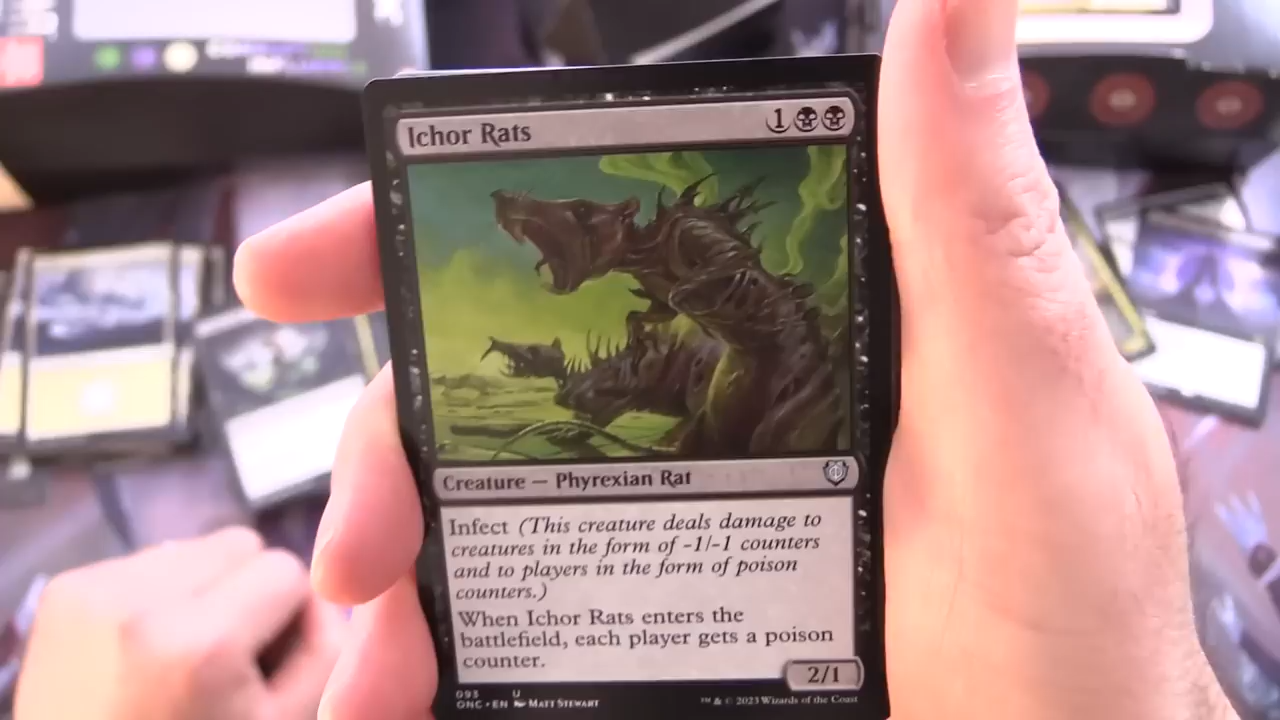 Ichor Rats 1
Creature — Phyrexian Rat
Infect (This creature deals damage to
creatures in the form of -1/-1 counters
and to players in the form of poison
counters.)
When Ichor Rats enters the
battlefield, each player gets a poison
counter.
2/1
093 U
ONC • EN Matt Stewart
™ & © 2023 Wizards of the Coast